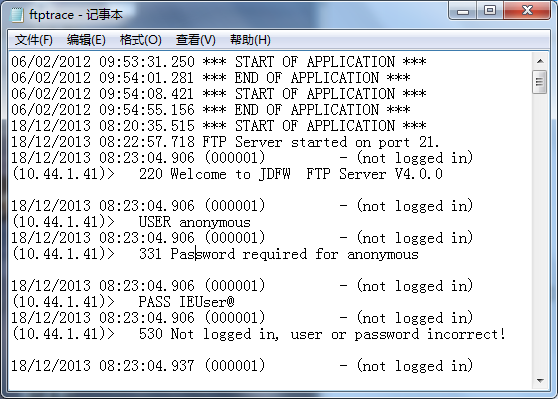 ftptrace - 记事本
文件(F) 编辑(E) 格式(O) 查看(V) 帮助(H)
06/02/2012 09:53:31.250 *** START OF APPLICATION ***
06/02/2012 09:54:01.281 *** END OF APPLICATION ***
06/02/2012 09:54:08.421 *** START OF APPLICATION ***
06/02/2012 09:54:55.156 *** END OF APPLICATION ***
18/12/2013 08:20:35.515 *** START OF APPLICATION ***
18/12/2013 08:22:57.718 FTP Server started on port 21.
18/12/2013 08:23:04.906 (000001) - (not logged in)
(10.44.1.41)> 220 Welcome to JDFW FTP Server V4.0.0
18/12/2013 08:23:04.906 (000001) - (not logged in)
(10.44.1.41)> USER anonymous
18/12/2013 08:23:04.906 (000001) - (not logged in)
(10.44.1.41)> 331 Password required for anonymous
18/12/2013 08:23:04.906 (000001) - (not logged in)
(10.44.1.41)> PASS IEUser@
18/12/2013 08:23:04.906 (000001) - (not logged in)
(10.44.1.41)> 530 Not logged in, user or password incorrect!
18/12/2013 08:23:04.937 (000001) - (not logged in)